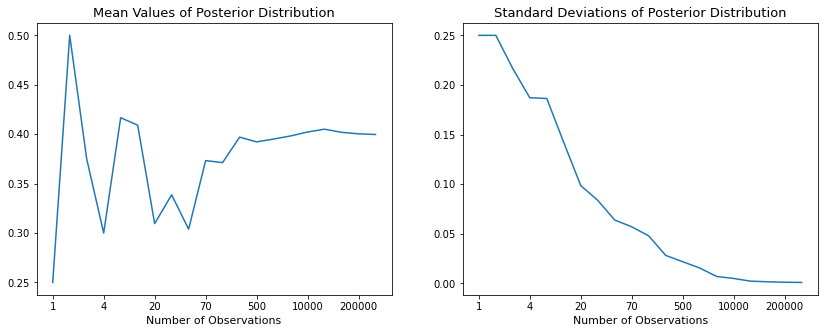 Mean Values of Posterior Distribution
0.50
0.45
0.40
0.35
0.30
0.25
1 4 20 70 500 10000 200000
Number of Observations
Standard Deviations of Posterior Distribution
0.25
0.20
0.15
0.10
0.05
0.00
1 4 20 70 500 10000 200000
Number of Observations